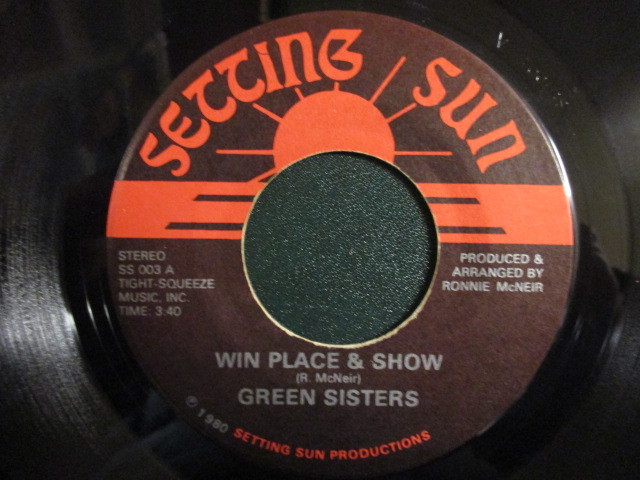 SETTiNG SUN
STEREO
SS 003 A
TIGHT-SQUEEZE
MUSIC, INC.
TIME: 3:40
PRODUCED &
ARRANGED BY
RONNIE McNEIR
WIN PLACE & SHOW
(R. McNeir)
GREEN SISTERS
℗ 1980 SETTING SUN PRODUCTIONS